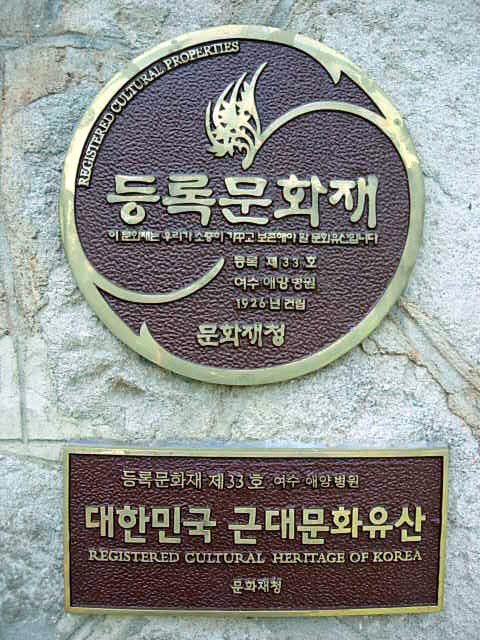 REGISTERED CULTURAL PROPERTIES
등록문화재
이 문화재는 우리가 소중히 가꾸고 보존해야 할 문화유산입니다
등록 제33호
여수 애양병원
1926년 건립
문화재청
등록문화재 제33호 여수 애양병원
대한민국 근대문화유산
REGISTERED CULTURAL HERITAGE OF KOREA
문화재청